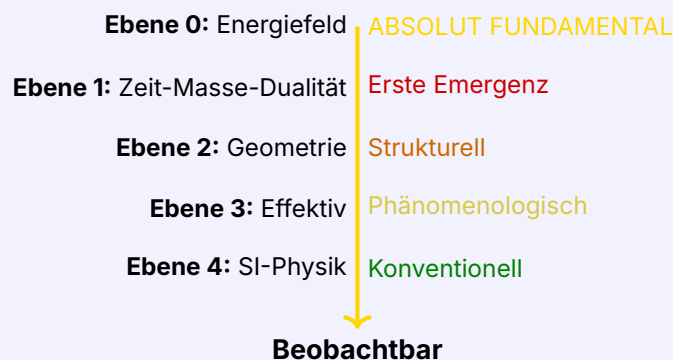 Ebene 0: Energiefeld ABSOLUT FUNDAMENTAL
Ebene 1: Zeit-Masse-Dualität Erste Emergenz
Ebene 2: Geometrie Strukturell
Ebene 3: Effektiv Phänomenologisch
Ebene 4: SI-Physik Konventionell
Beobachtbar